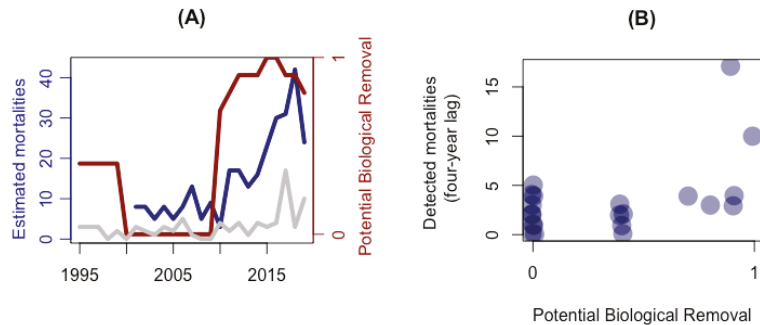 (A)
Estimated mortalities
0 10 20 30 40
1995 2005 2015
0 1
Potential Biological Removal
(B)
Detected mortalities
(four-year lag)
0 5 10 15
0 1
Potential Biological Removal